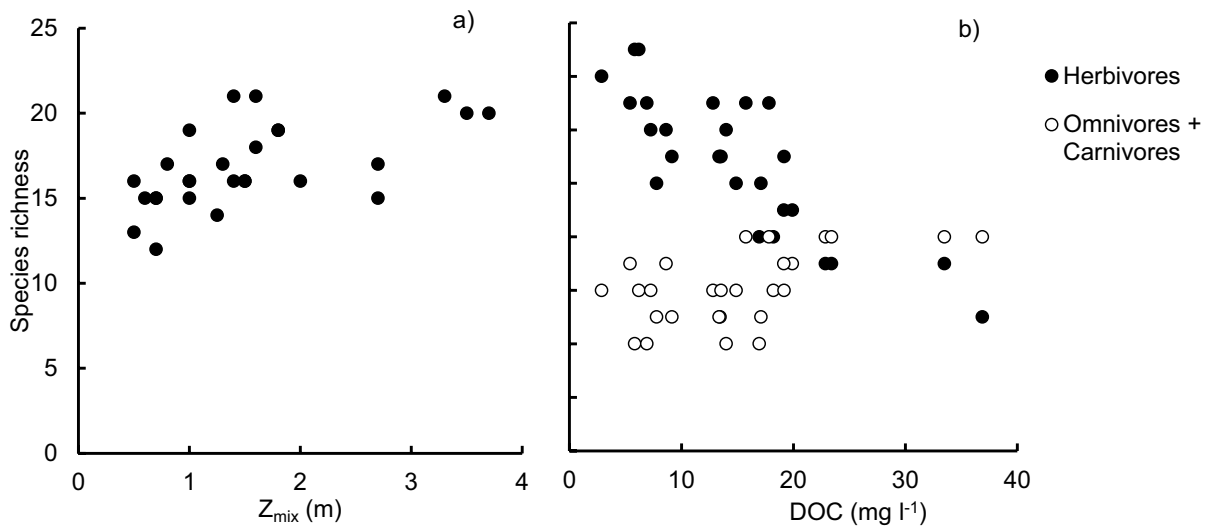 a)
25
20
15
10
5
0
Species richness
0 1 2 3 4
Zmix (m)
b)
0 10 20 30 40
DOC (mg l-1)
Herbivores
Omnivores +
Carnivores